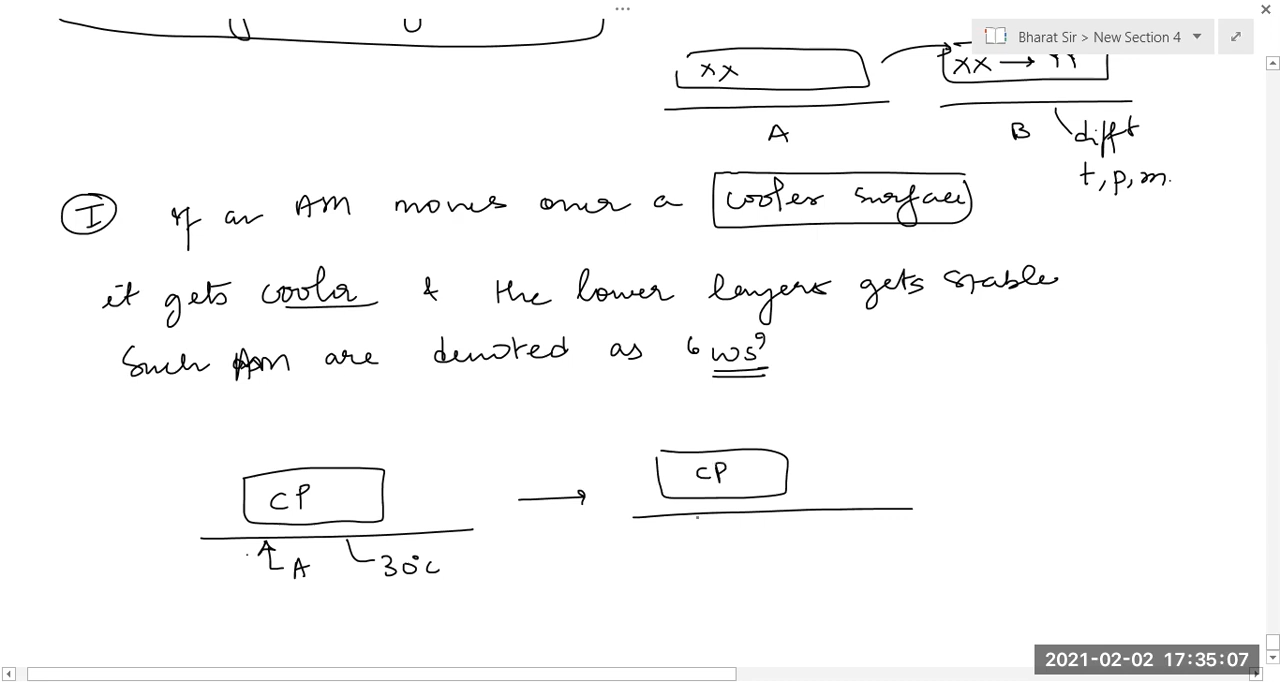 Bharat Sir > New Section 4
xx
xx → YY
A
B
difft
t, p, m.
I If an AM moves over a cooler surface
it gets cooler & the lower layers gets stable
Such AM are denoted as "WS"
CP → CP
A 30°C
2021-02-02 17:35:07